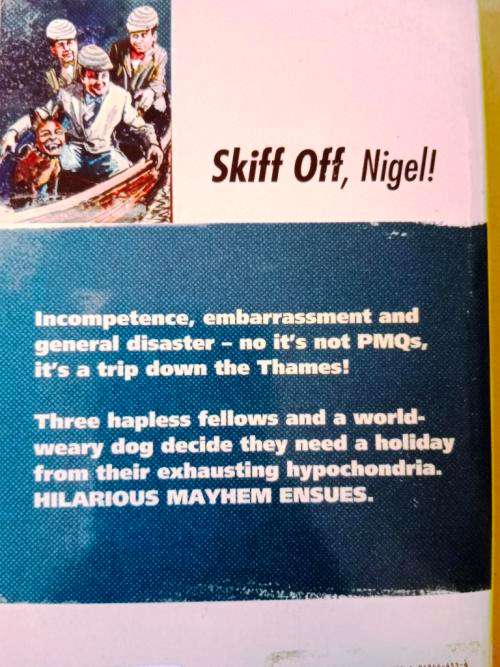 Skiff Off, Nigel!
Incompetence, embarrassment and
general disaster – no it's not PMQs,
it's a trip down the Thames!
Three hapless fellows and a world-
weary dog decide they need a holiday
from their exhausting hypochondria.
HILARIOUS MAYHEM ENSUES.